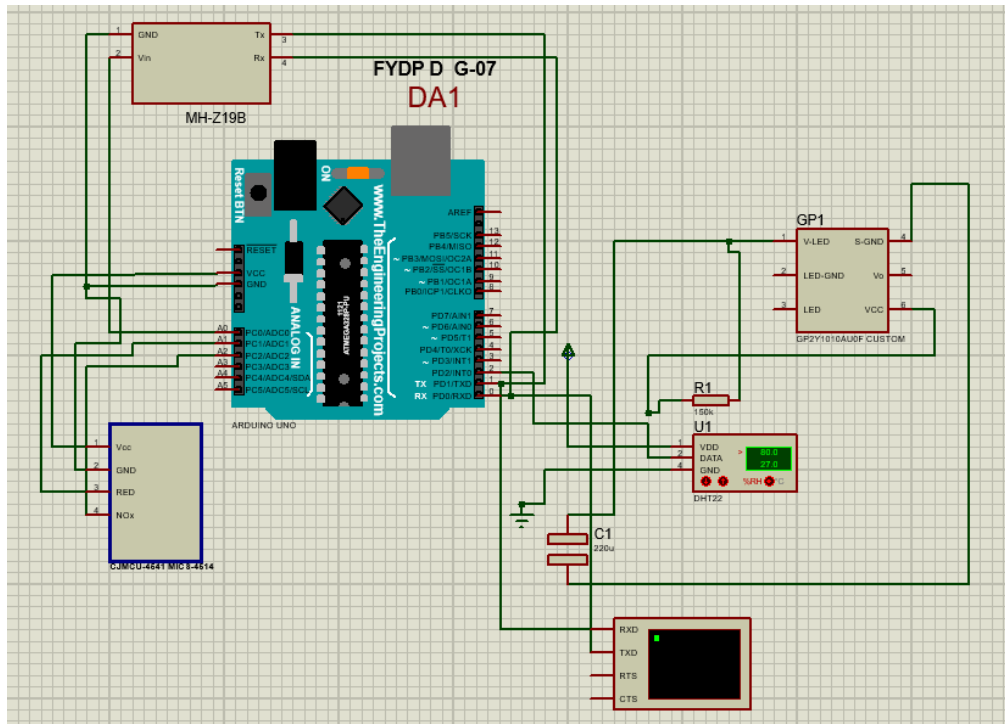 1 GND Tx 3
2 Vin Rx 4
MH-Z19B
FYDP D G-07
DA1
Reset BTN
ON
www.TheEngineeringProjects.com
ANALOG IN
1121
ATMEGA328P-PU
RESET
VCC
GND
A0 PC0/ADC0
A1 PC1/ADC1
A2 PC2/ADC2
A3 PC3/ADC3
A4 PC4/ADC4/SDA
A5 PC5/ADC5/SCL
AREF
PB5/SCK 13
PB4/MISO 12
~ PB3/MOSI/OC2A 11
~ PB2/SS/OC1B 10
~ PB1/OC1A 9
PB0/ICP1/CLKO 8
PD7/AIN1 7
~ PD6/AIN0 6
~ PD5/T1 5
PD4/T0/XCK 4
~ PD3/INT1 3
PD2/INT0 2
TX PD1/TXD 1
RX PD0/RXD 0
ARDUINO UNO
1 Vcc
2 GND
3 RED
4 NOx
GP1
1 V-LED S-GND 4
2 LED-GND Vo 5
3 LED VCC 6
GP2Y1010AU0F CUSTOM
R1
150k
U1
1 VDD
2 DATA
4 GND
> 80.0
27.0
%RH °C
DHT22
C1
220u
RXD
TXD
RTS
CTS